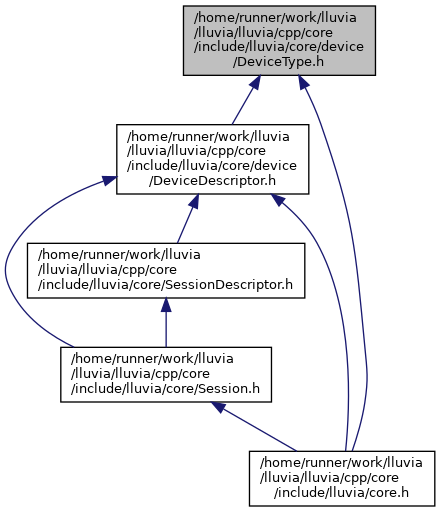 /home/runner/work/lluvia
/lluvia/lluvia/cpp/core
/include/lluvia/core/device
/DeviceType.h
/home/runner/work/lluvia
/lluvia/lluvia/cpp/core
/include/lluvia/core/device
/DeviceDescriptor.h
/home/runner/work/lluvia
/lluvia/lluvia/cpp/core
/include/lluvia/core/SessionDescriptor.h
/home/runner/work/lluvia
/lluvia/lluvia/cpp/core
/include/lluvia/core/Session.h
/home/runner/work/lluvia
/lluvia/lluvia/cpp/core
/include/lluvia/core.h